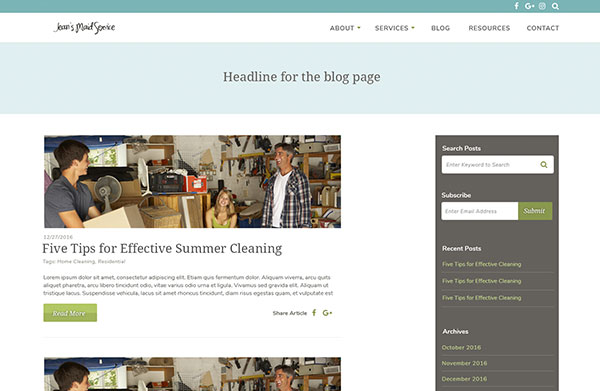 Jean's Maid Service
ABOUT SERVICES BLOG RESOURCES CONTACT
Headline for the blog page
12/27/2016
Five Tips for Effective Summer Cleaning
Tags: Home Cleaning, Residential
Lorem ipsum dolor sit amet, consectetur adipiscing elit. Etiam quis fermentum dolor. Vivamus a gravida arcu, quis
aliquet pharetra, arcu libero tincidunt odio, vitae varius odio urna et ligula. Vivamus sed gravida elit. Aliquam ut
tristique lacus. Suspendisse vehicula, lacus sit amet rhoncus tincidunt, diam risus egestas quam, et vulputate est
Read More
Share Article
Search Posts
Enter Keyword to Search
Subscribe
Enter Email Address
Submit
Recent Posts
Five Tips for Effective Cleaning
Five Tips for Effective Cleaning
Five Tips for Effective Cleaning
Archives
October 2016
November 2016
December 2016